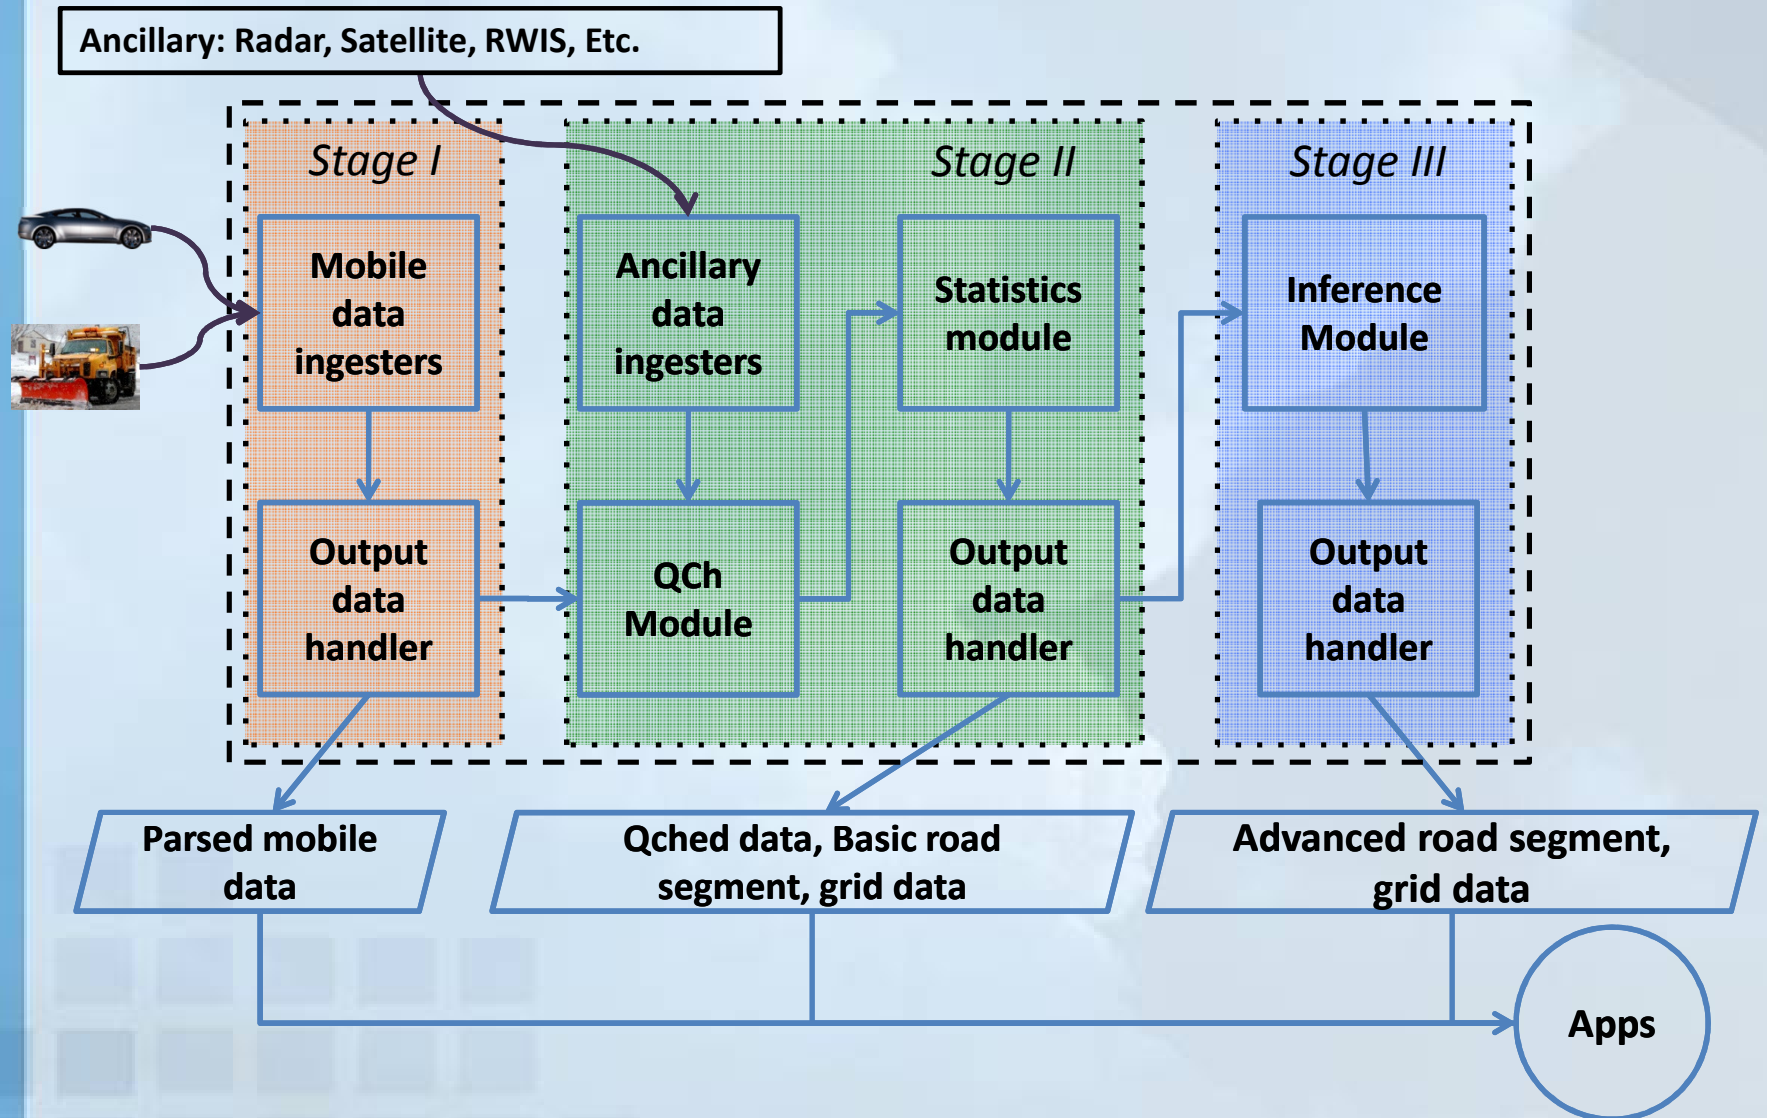 Ancillary: Radar, Satellite, RWIS, Etc.
Stage I
Stage II
Stage III
Mobile
data
ingesters
Ancillary
data
ingesters
Statistics
module
Inference
Module
Output
data
handler
QCh
Module
Output
data
handler
Output
data
handler
Parsed mobile
data
Qched data, Basic road
segment, grid data
Advanced road segment,
grid data
Apps